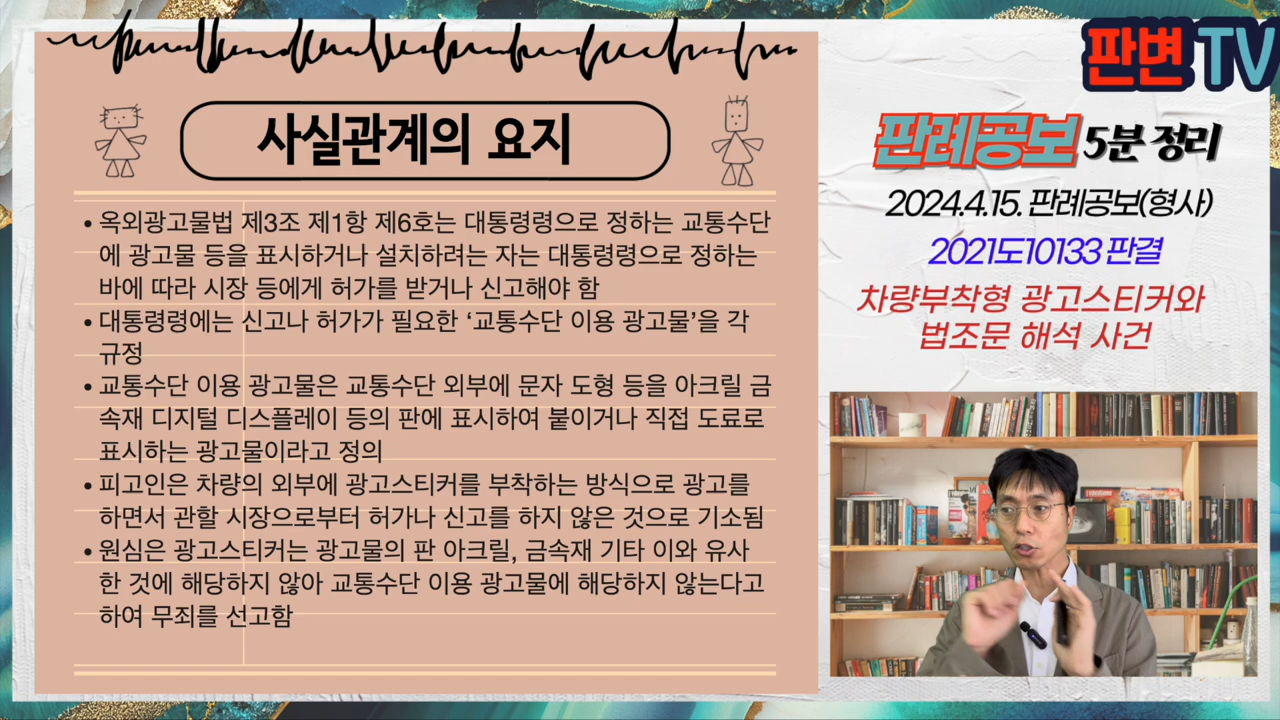 사실관계의 요지
• 옥외광고물법 제3조 제1항 제6호는 대통령령으로 정하는 교통수단
에 광고물 등을 표시하거나 설치하려는 자는 대통령령으로 정하는
바에 따라 시장 등에게 허가를 받거나 신고해야 함
• 대통령령에는 신고나 허가가 필요한 ‘교통수단 이용 광고물’을 각
규정
• 교통수단 이용 광고물은 교통수단 외부에 문자 도형 등을 아크릴 금
속재 디지털 디스플레이 등의 판에 표시하여 붙이거나 직접 도료로
표시하는 광고물이라고 정의
• 피고인은 차량의 외부에 광고스티커를 부착하는 방식으로 광고를
하면서 관할 시장으로부터 허가나 신고를 하지 않은 것으로 기소됨
• 원심은 광고스티커는 광고물의 판 아크릴, 금속재 기타 이와 유사
한 것에 해당하지 않아 교통수단 이용 광고물에 해당하지 않는다고
하여 무죄를 선고함
판변 TV
판례공보 5분 정리
2024.4.15. 판례공보(형사)
2021도10133 판결
차량부착형 광고스티커와
법조문 해석 사건